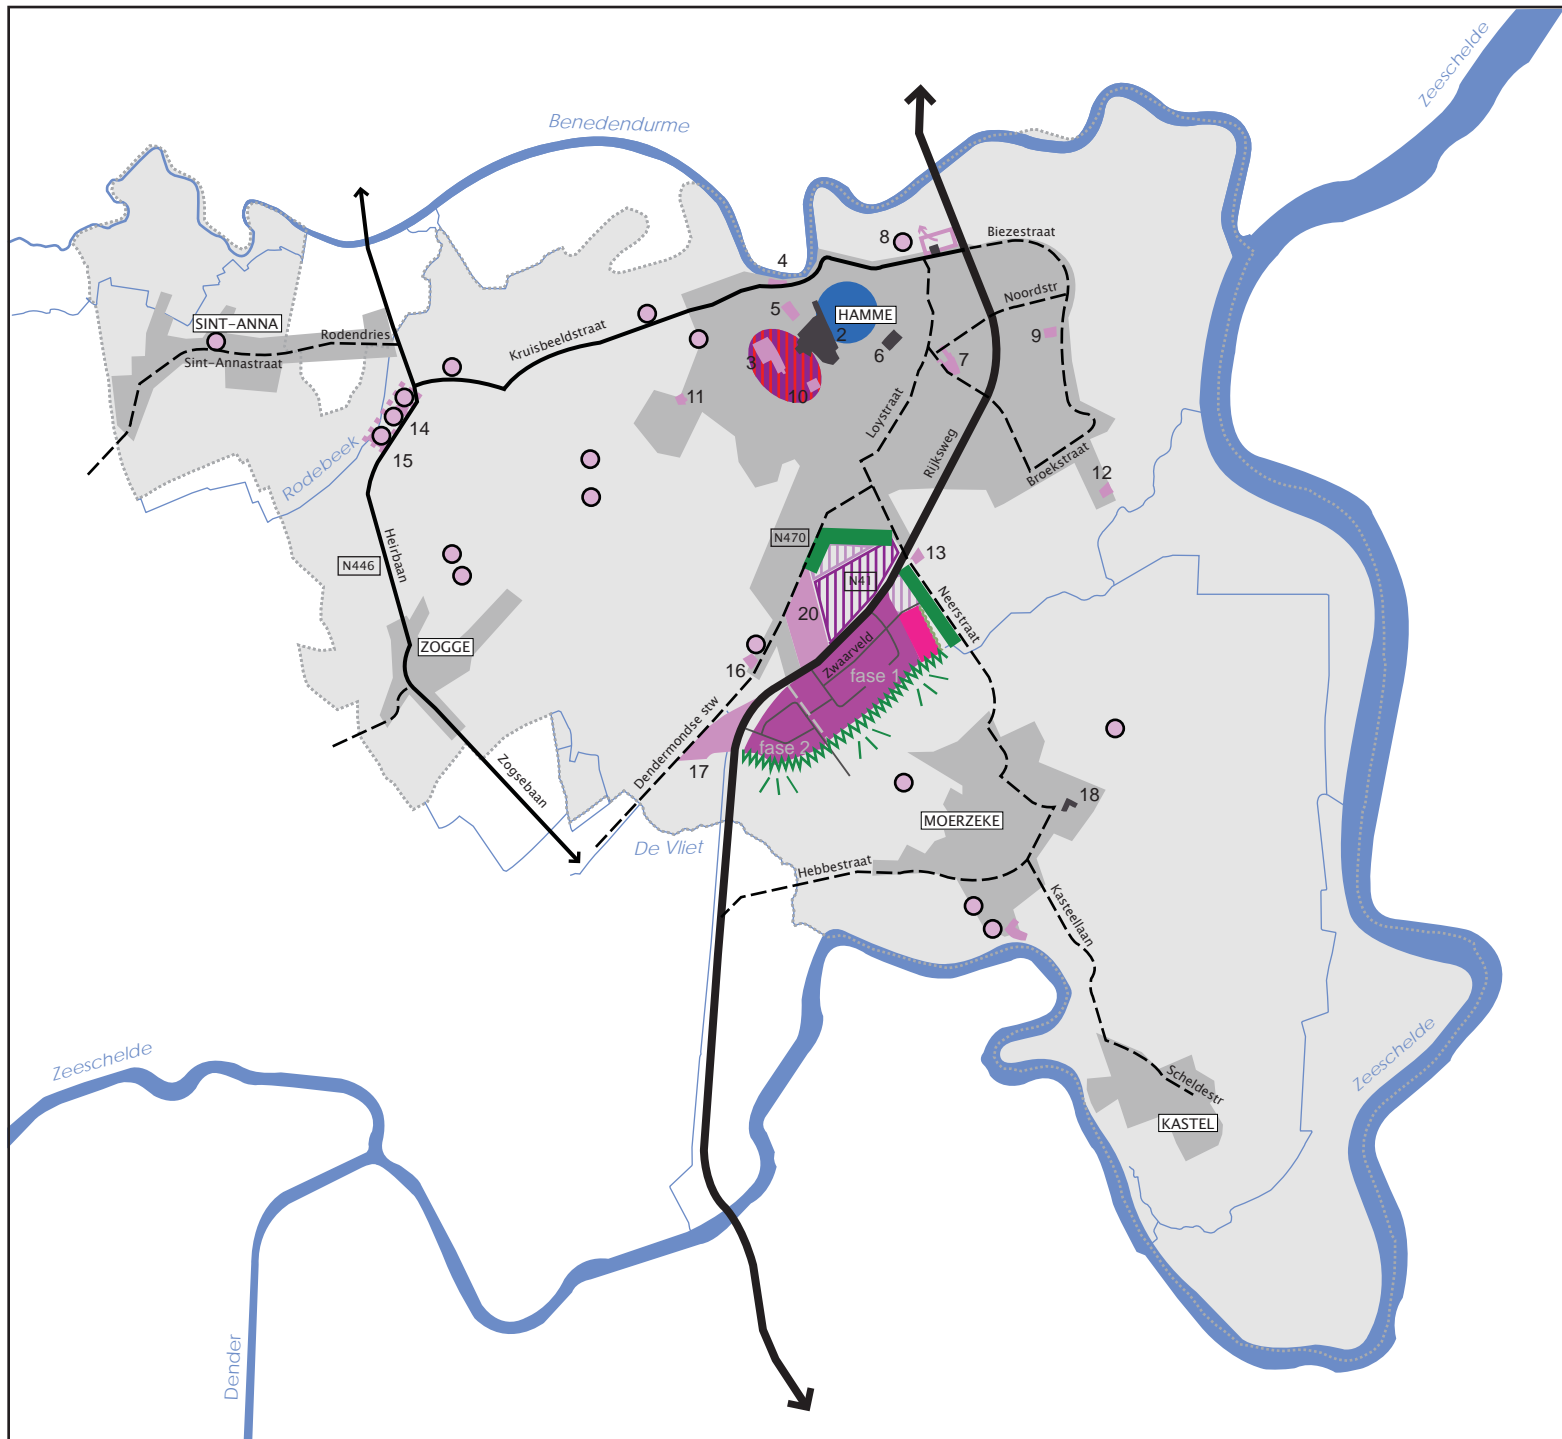 Zeeschelde
Benedendurme
8
Biezestraat
4
Noordstr
SINT-ANNA
5
HAMME
Rodendries
2
9
Kruisbeeldstraat
6
Sint-Annastraat
3
7
10
11
Loystraat
14
Rijksweg
15
Rodebeek
Broekstraat
12
N470
Heirbaan
13
N446
N41
Neerstraat
20
ZOGGE
Zwaarveld
16
fase 1
Dendermondse stw
fase 2
Zogsebaan
17
18
MOERZEKE
De Vliet
Hebbestraat
Kasteellaan
Zeeschelde
Zeeschelde
Scheldestr
KASTEL
Dender